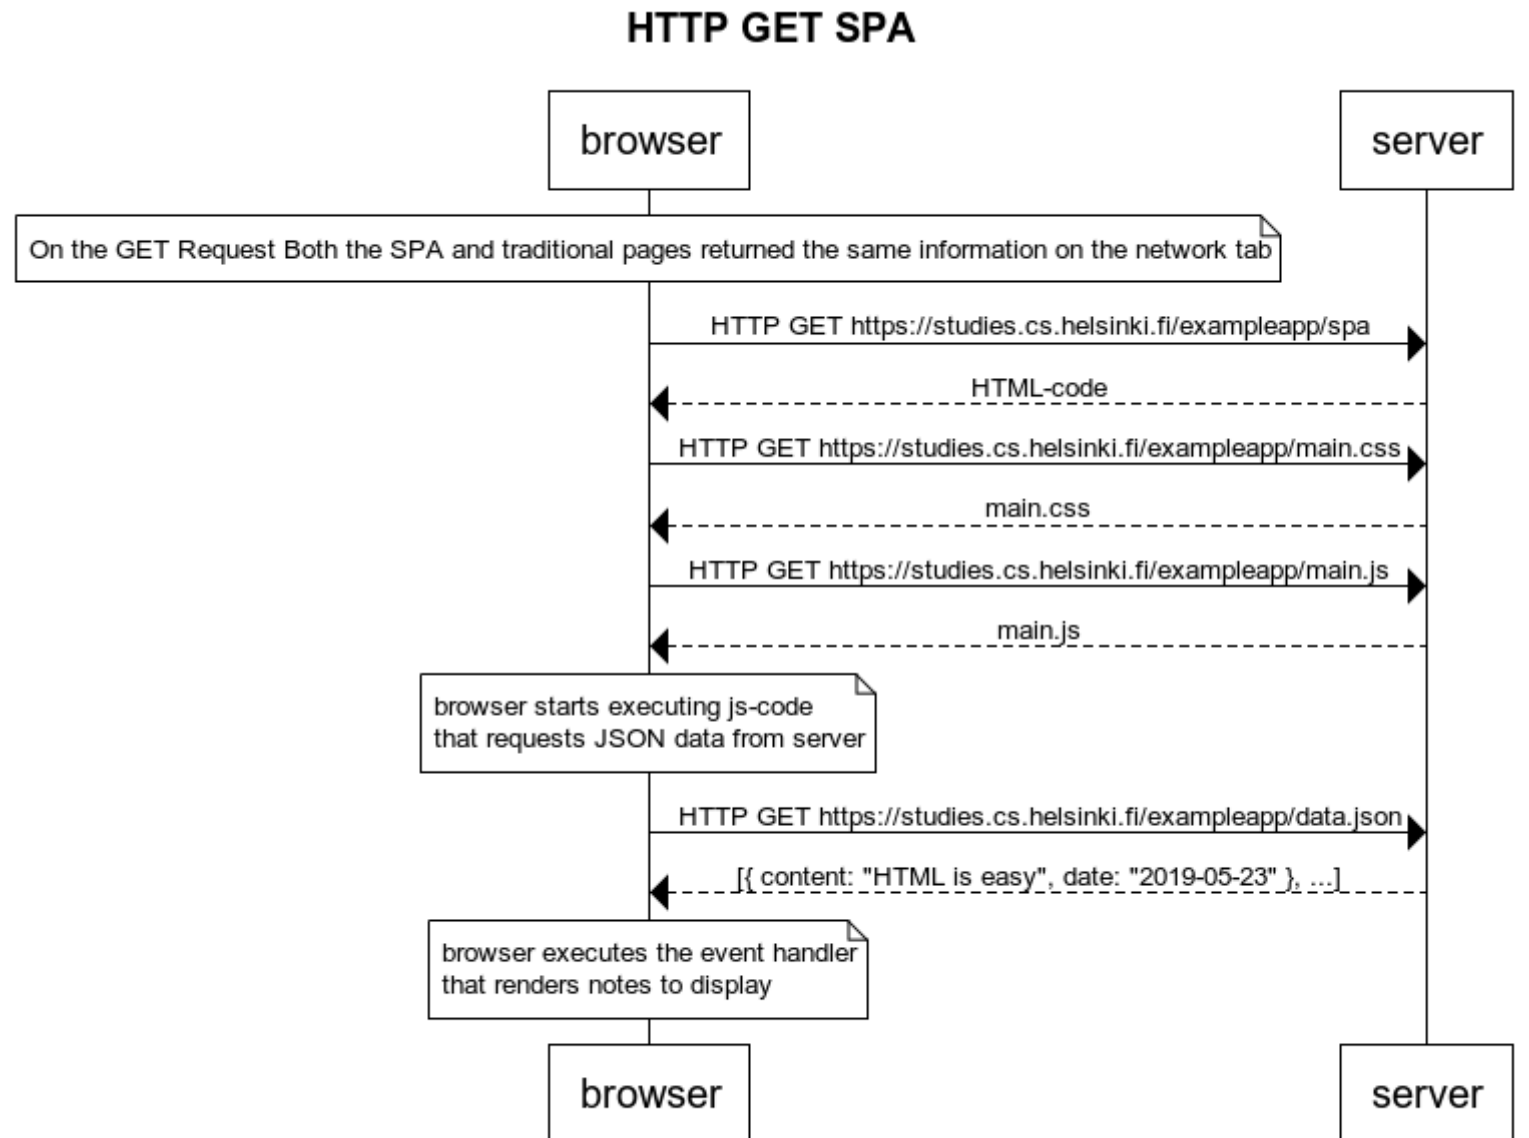 HTTP GET SPA
browser
server
On the GET Request Both the SPA and traditional pages returned the same information on the network tab
HTTP GET https://studies.cs.helsinki.fi/exampleapp/spa
HTML-code
HTTP GET https://studies.cs.helsinki.fi/exampleapp/main.css
main.css
HTTP GET https://studies.cs.helsinki.fi/exampleapp/main.js
main.js
browser starts executing js-code
that requests JSON data from server
HTTP GET https://studies.cs.helsinki.fi/exampleapp/data.json
[{ content: "HTML is easy", date: "2019-05-23" }, ...]
browser executes the event handler
that renders notes to display
browser
server